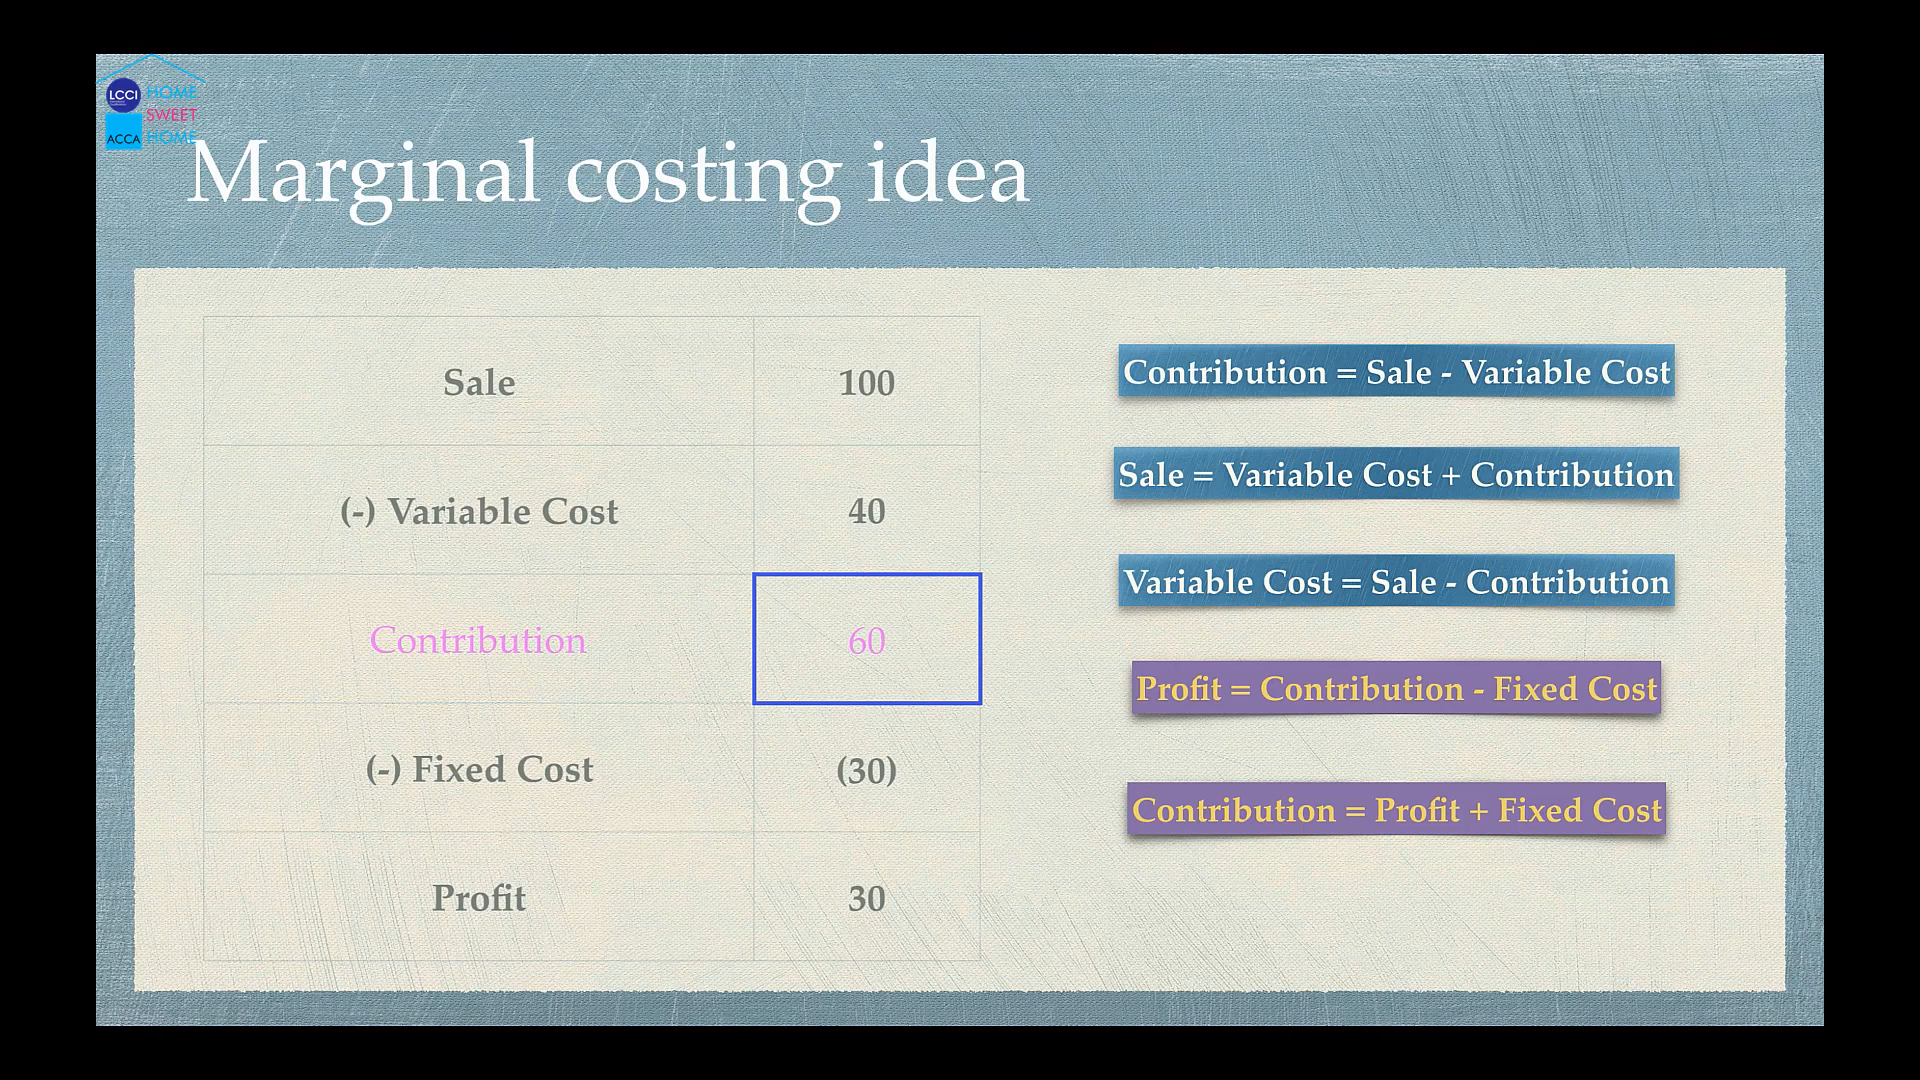 LCCI HOME
SWEET
ACCA HOME
Marginal costing idea
Sale 100
(-) Variable Cost 40
Contribution 60
(-) Fixed Cost (30)
Profit 30
Contribution = Sale - Variable Cost
Sale = Variable Cost + Contribution
Variable Cost = Sale - Contribution
Profit = Contribution - Fixed Cost
Contribution = Profit + Fixed Cost